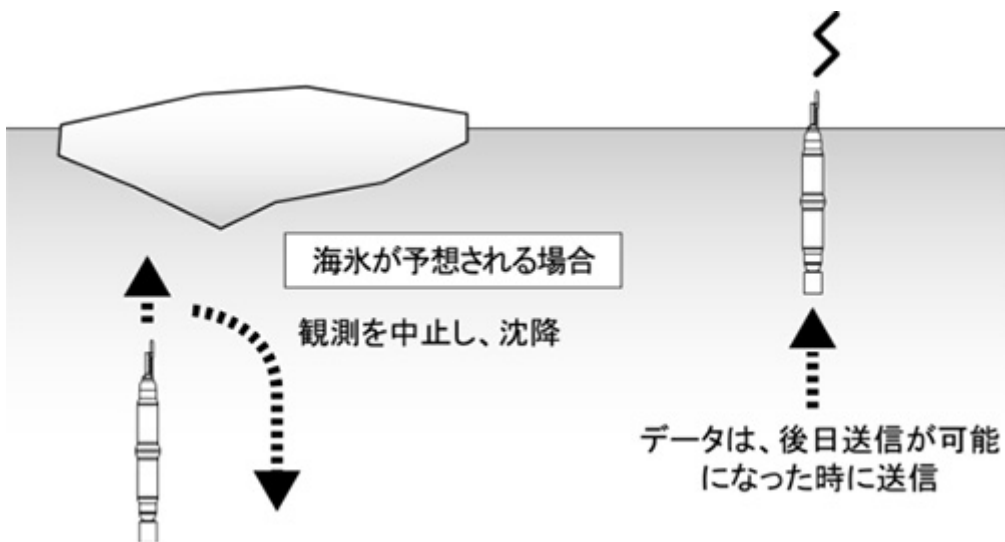 海氷が予想される場合
観測を中止し、沈降
データは、後日送信が可能
になった時に送信